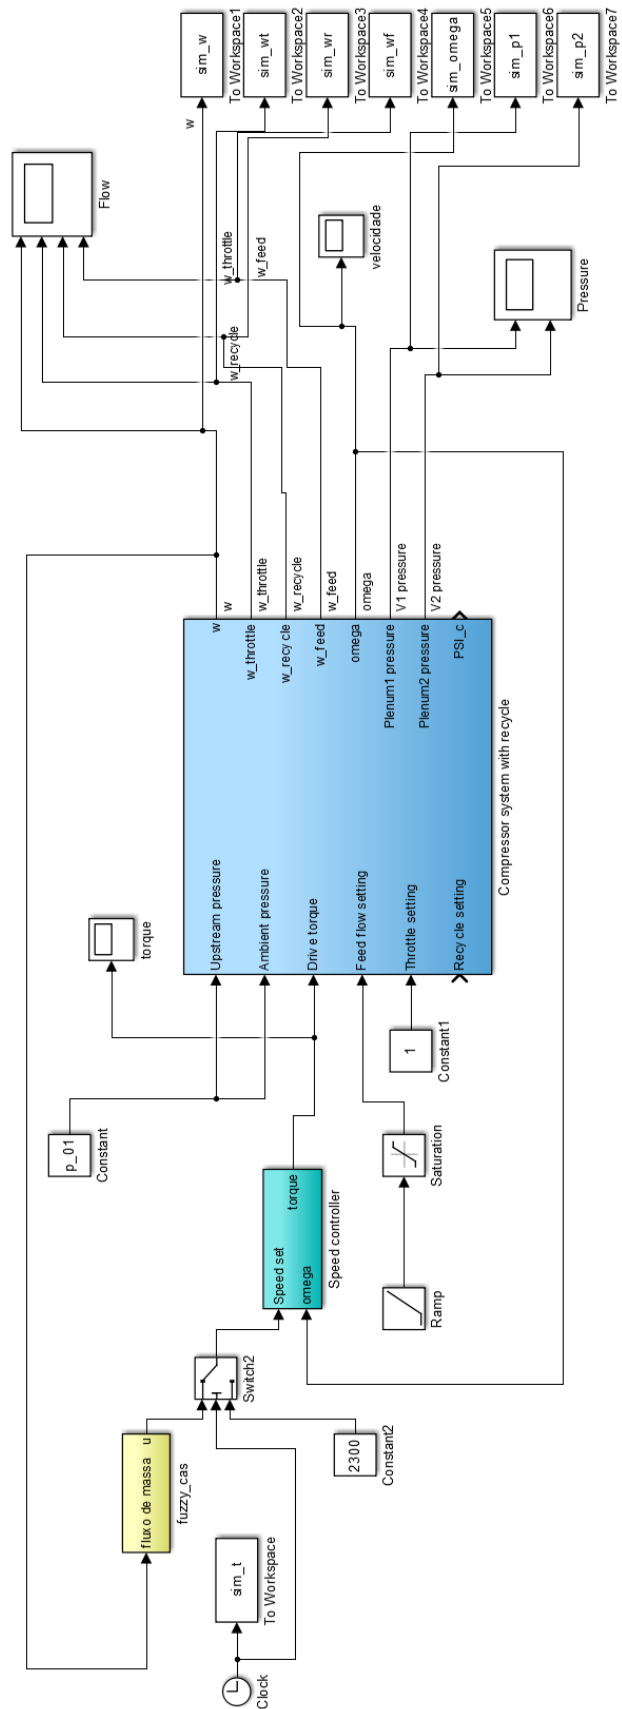 Clock
sim_t
To Workspace
fluxo de massa
u
fuzzy_cas
Switch2
2300
Constant2
Speed set
omega
torque
Speed controller
Ramp
Saturation
p_01
Constant
torque
1
Constant1
Upstream pressure
Ambient pressure
Drive torque
Feed flow setting
Throttle setting
Recycle setting
w
w_throttle
w_recycle
w_feed
omega
Plenum1 pressure
Plenum2 pressure
PSI_c
Compressor system with recycle
w
w_throttle
w_recycle
w_feed
omega
V1 pressure
V2 pressure
w_recycle
w_throttle
w_feed
w
Flow
velocidade
Pressure
sim_w
To Workspace1
sim_wt
To Workspace2
sim_wr
To Workspace3
sim_wf
To Workspace4
sim_omega
To Workspace5
sim_p1
To Workspace6
sim_p2
To Workspace7